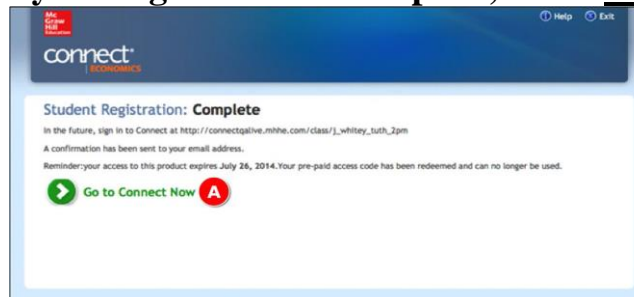 Mc
Graw
Hill
Education
Help Exit
connect
ECONOMICS
Student Registration: Complete
In the future, sign in to Connect at http://connectqalive.mhhe.com/class/j_whitey_tuth_2pm
A confirmation has been sent to your email address.
Reminder:your access to this product expires July 26, 2014.Your pre-paid access code has been redeemed and can no longer be used.
Go to Connect Now A